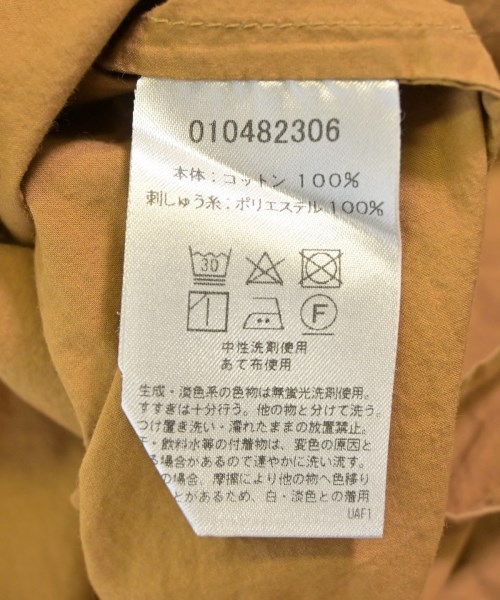 010482306
本体:コットン 100%
刺しゅう糸:ポリエステル 100%
30
F
中性洗剤使用
あて布使用
生成・淡色系の色物は無蛍光洗剤使用。
すすぎは十分行う。他の物と分けて洗う。
つけ置き洗い・濡れたままの放置禁止。
・飲料水等の付着物は、変色の原因と
る場合があるので速やかに洗い流す。
の場合、摩擦により他の物へ色移り
とがあるため、白・淡色との着用
UAF1